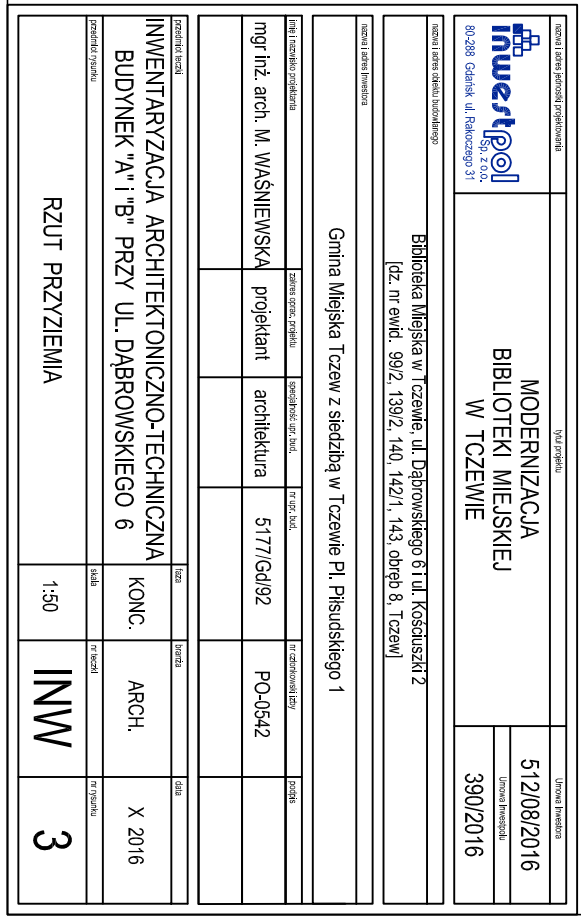 nazwa i adres jednostki projektowania
inwestpol
Sp. z o.o.
80-288 Gdańsk ul. Rakoczego 31
tytuł projektu
MODERNIZACJA
BIBLIOTEKI MIEJSKIEJ
W TCZEWIE
Umowa Inwestora
512/08/2016
Umowa Inwestpolu
390/2016
nazwa i adres obiektu budowlanego
Biblioteka Miejska w Tczewie, ul. Dąbrowskiego 6 i ul. Kościuszki 2
[dz. nr ewid. 99/2, 139/2, 140, 142/1, 143, obręb 8, Tczew]
nazwa i adres Inwestora
Gmina Miejska Tczew z siedzibą w Tczewie Pl. Piłsudskiego 1
imię i nazwisko projektanta
zakres oprac. projektu
specjalność upr. bud.
nr upr. bud.
nr członkowski izby
podpis
mgr inż. arch. M. WAŚNIEWSKA
projektant
architektura
5177/Gd/92
PO-0542
przedmiot teczki
faza
branża
data
INWENTARYZACJA ARCHITEKTONICZNO-TECHNICZNA
BUDYNEK "A" i "B" PRZY UL. DĄBROWSKIEGO 6
KONC.
ARCH.
X 2016
przedmiot rysunku
skala
nr teczki
nr rysunku
RZUT PRZYZIEMIA
1:50
INW
3